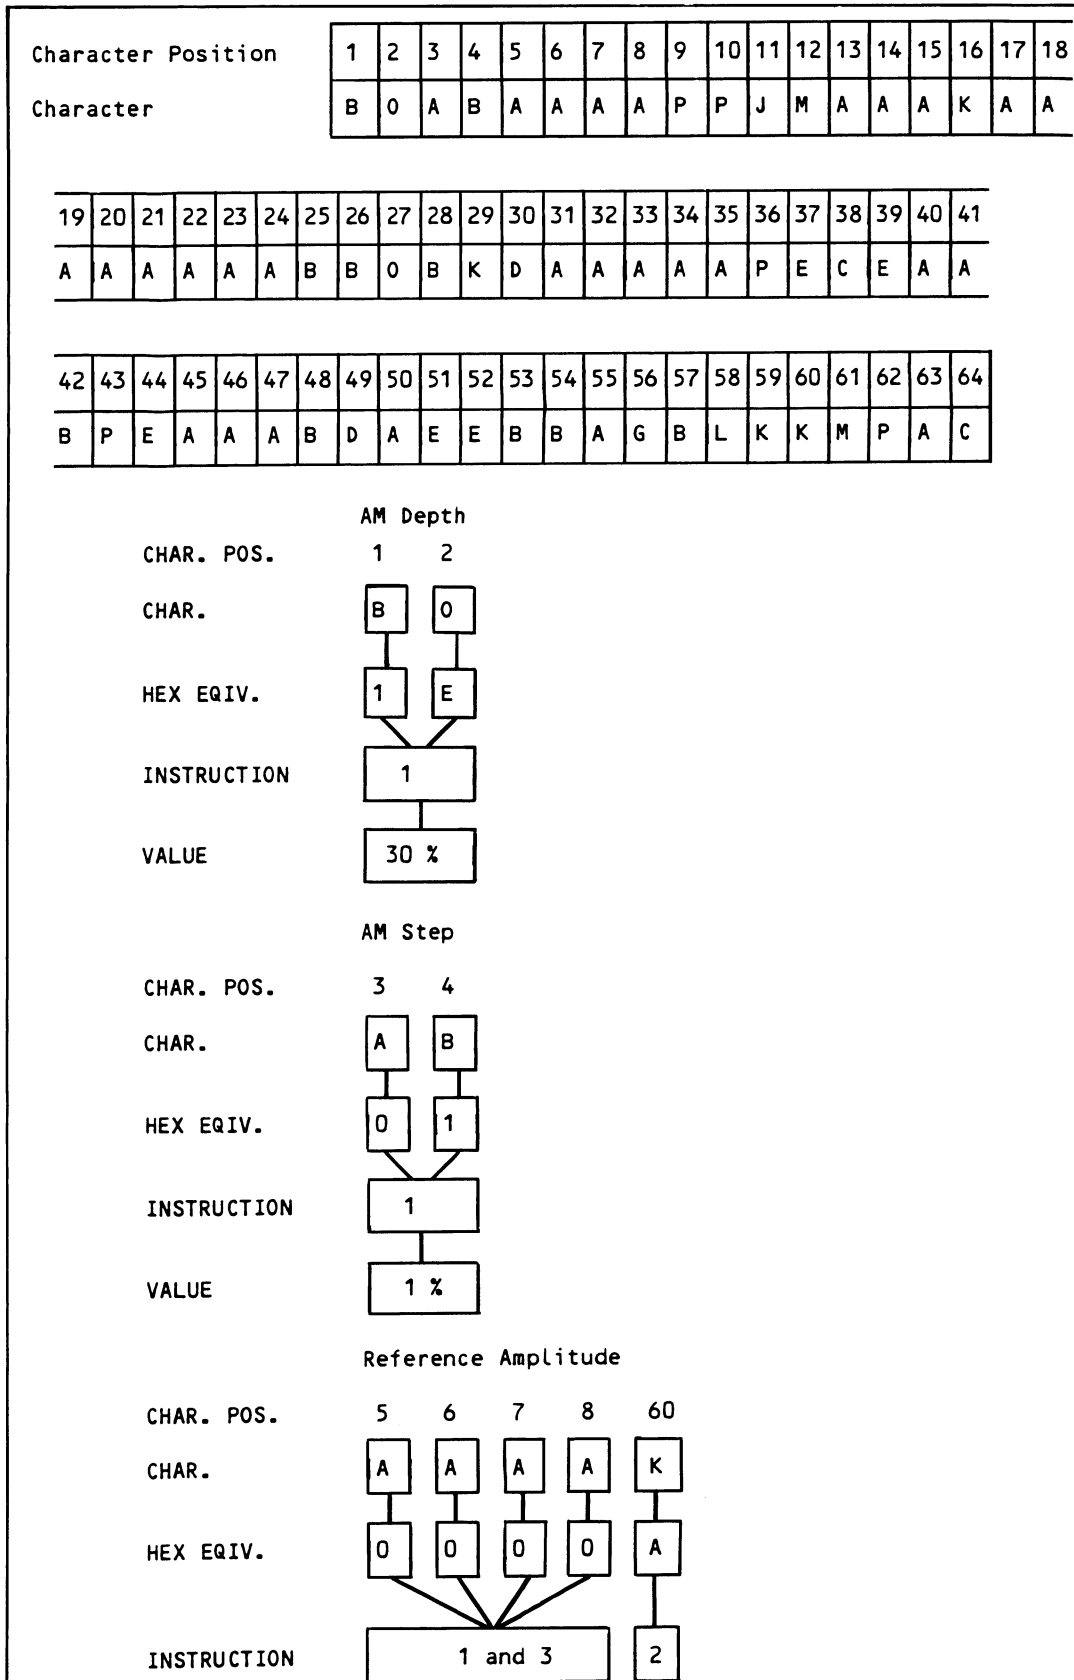 Character Position 1 2 3 4 5 6 7 8 9 10 11 12 13 14 15 16 17 18
Character B O A B A A A A P P J M A A A K A A
19 20 21 22 23 24 25 26 27 28 29 30 31 32 33 34 35 36 37 38 39 40 41
A A A A A A B B O B K D A A A A A P E C E A A
42 43 44 45 46 47 48 49 50 51 52 53 54 55 56 57 58 59 60 61 62 63 64
B P E A A A B D A E E B B A G B L K K M P A C
AM Depth
CHAR. POS. 1 2
CHAR. B O
HEX EQIV. 1 E
INSTRUCTION 1
VALUE 30 %
AM Step
CHAR. POS. 3 4
CHAR. A B
HEX EQIV. 0 1
INSTRUCTION 1
VALUE 1 %
Reference Amplitude
CHAR. POS. 5 6 7 8 60
CHAR. A A A A K
HEX EQIV. 0 0 0 0 A
INSTRUCTION 1 and 3 2